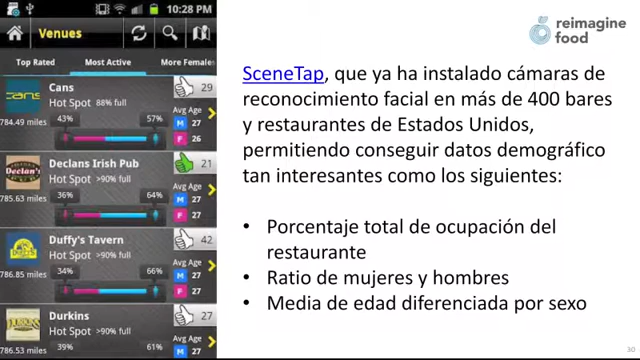 10:28 PM
Venues
Top Rated
Most Active
More Females
Cans
29
Hot Spot 88% full
784.49 miles
43%
57%
Avg Age
M 27
F 26
Declans Irish Pub
21
Hot Spot >90% full
785.63 miles
36%
64%
Avg Age
M 27
F 27
Duffy's Tavern
42
Hot Spot >90% full
786.85 miles
34%
66%
Avg Age
M 27
F 27
Durkins
27
Hot Spot >90% full
786.53 miles
39%
61%
Avg Age
M 27
reimagine
food
SceneTap, que ya ha instalado cámaras de
reconocimiento facial en más de 400 bares
y restaurantes de Estados Unidos,
permitiendo conseguir datos demográfico
tan interesantes como los siguientes:
• Porcentaje total de ocupación del
restaurante
• Ratio de mujeres y hombres
• Media de edad diferenciada por sexo
30